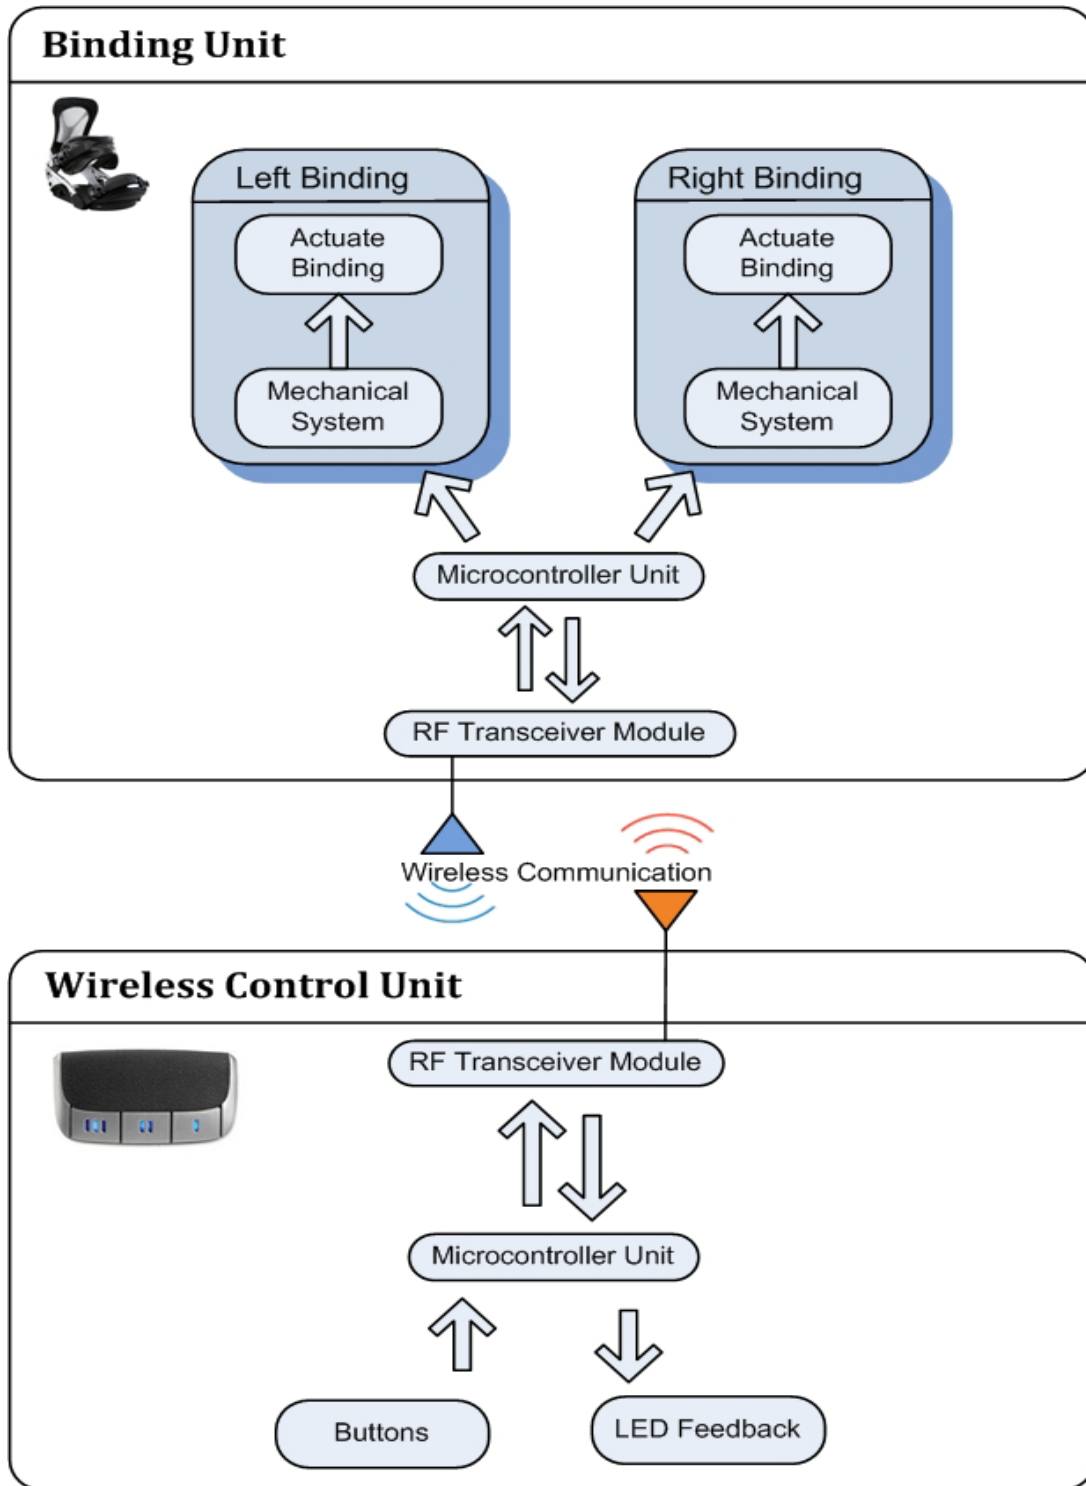 Binding Unit
Left Binding
Actuate
Binding
Mechanical
System
Right Binding
Actuate
Binding
Mechanical
System
Microcontroller Unit
RF Transceiver Module
Wireless Communication
Wireless Control Unit
RF Transceiver Module
Microcontroller Unit
Buttons
LED Feedback